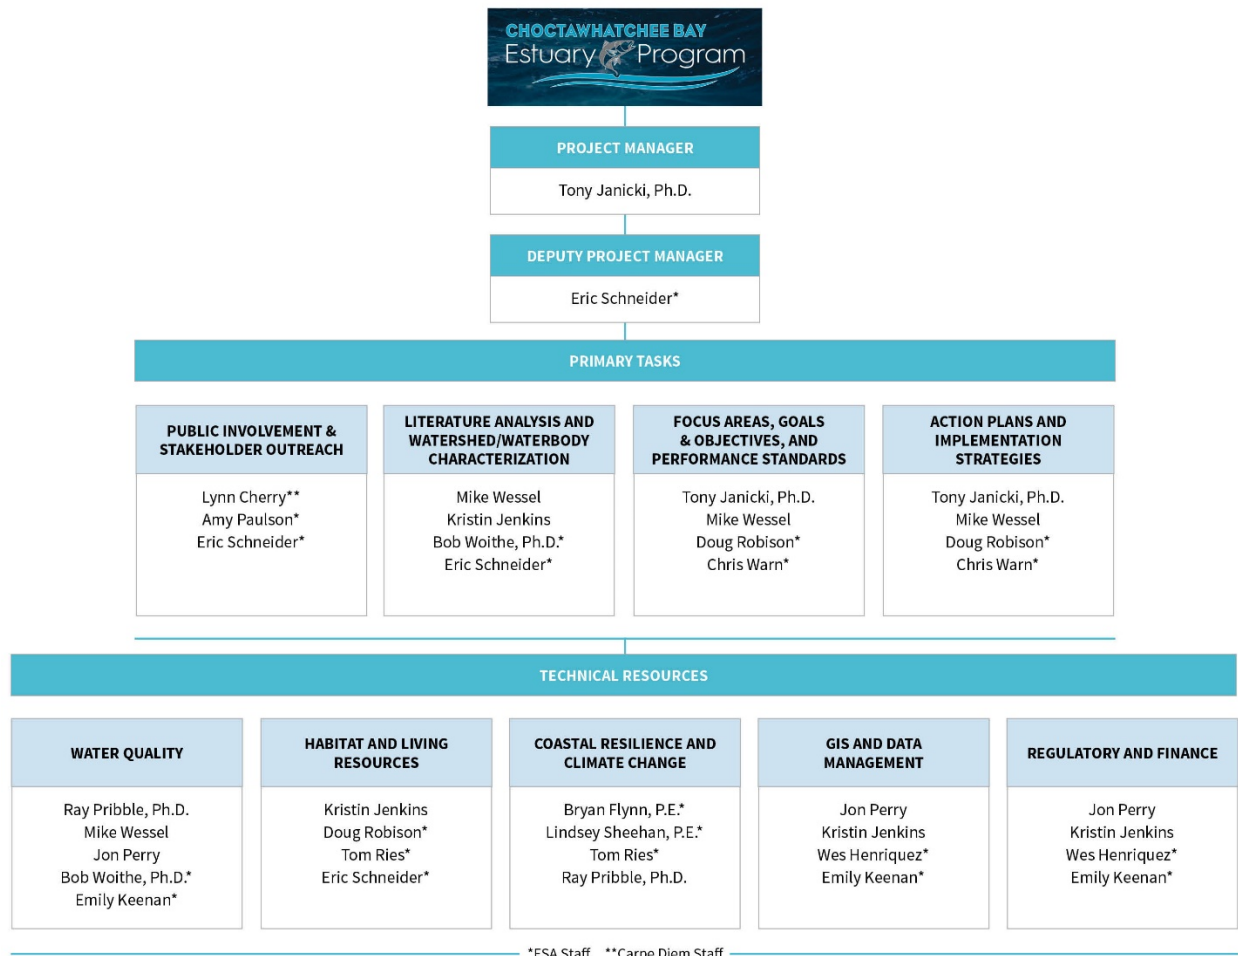 CHOCTAWHATCHEE BAY
Estuary Program
PROJECT MANAGER
Tony Janicki, Ph.D.
DEPUTY PROJECT MANAGER
Eric Schneider*
PRIMARY TASKS
PUBLIC INVOLVEMENT &
STAKEHOLDER OUTREACH
Lynn Cherry**
Amy Paulson*
Eric Schneider*
LITERATURE ANALYSIS AND
WATERSHED/WATERBODY
CHARACTERIZATION
Mike Wessel
Kristin Jenkins
Bob Woithe, Ph.D.*
Eric Schneider*
FOCUS AREAS, GOALS
& OBJECTIVES, AND
PERFORMANCE STANDARDS
Tony Janicki, Ph.D.
Mike Wessel
Doug Robison*
Chris Warn*
ACTION PLANS AND
IMPLEMENTATION
STRATEGIES
Tony Janicki, Ph.D.
Mike Wessel
Doug Robison*
Chris Warn*
TECHNICAL RESOURCES
WATER QUALITY
Ray Pribble, Ph.D.
Mike Wessel
Jon Perry
Bob Woithe, Ph.D.*
Emily Keenan*
HABITAT AND LIVING
RESOURCES
Kristin Jenkins
Doug Robison*
Tom Ries*
Eric Schneider*
COASTAL RESILIENCE AND
CLIMATE CHANGE
Bryan Flynn, P.E.*
Lindsey Sheehan, P.E.*
Tom Ries*
Ray Pribble, Ph.D.
GIS AND DATA
MANAGEMENT
Jon Perry
Kristin Jenkins
Wes Henriquez*
Emily Keenan*
REGULATORY AND FINANCE
Jon Perry
Kristin Jenkins
Wes Henriquez*
Emily Keenan*
*ESA Staff **Carpe Diem Staff